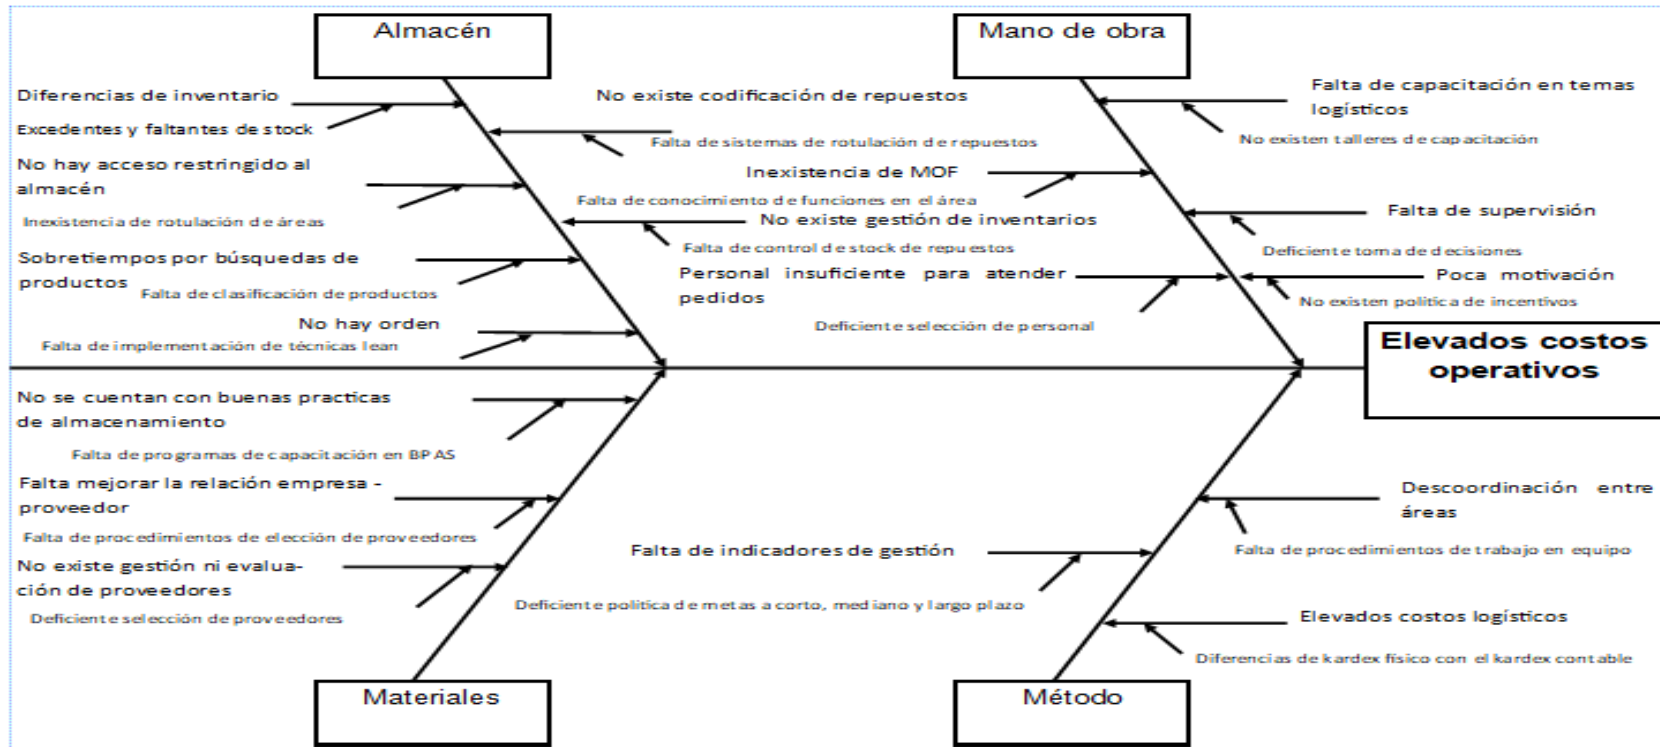 Almacén
Mano de obra
Diferencias de inventario
Excedentes y faltantes de stock
No existe codificación de repuestos
Falta de sistemas de rotulación de repuestos
No hay acceso restringido al
almacén
Inexistencia de rotulación de áreas
No existe gestión de inventarios
Falta de control de stock de repuestos
Sobretiempos por búsquedas de
productos
Falta de clasificación de productos
No hay orden
Falta de implementación de técnicas lean
Falta de capacitación en temas
logísticos
No existen talleres de capacitación
Inexistencia de MOF
Falta de conocimiento de funciones en el área
Falta de supervisión
Deficiente toma de decisiones
Personal insuficiente para atender
pedidos
Deficiente selección de personal
Poca motivación
No existen política de incentivos
Elevados costos
operativos
No se cuentan con buenas practicas
de almacenamiento
Falta de programas de capacitación en BPAS
Falta mejorar la relación empresa -
proveedor
Falta de procedimientos de elección de proveedores
No existe gestión ni evalua-
ción de proveedores
Deficiente selección de proveedores
Descoordinación entre
áreas
Falta de procedimientos de trabajo en equipo
Falta de indicadores de gestión
Deficiente política de metas a corto, mediano y largo plazo
Elevados costos logísticos
Diferencias de kardex físico con el kardex contable
Materiales
Método